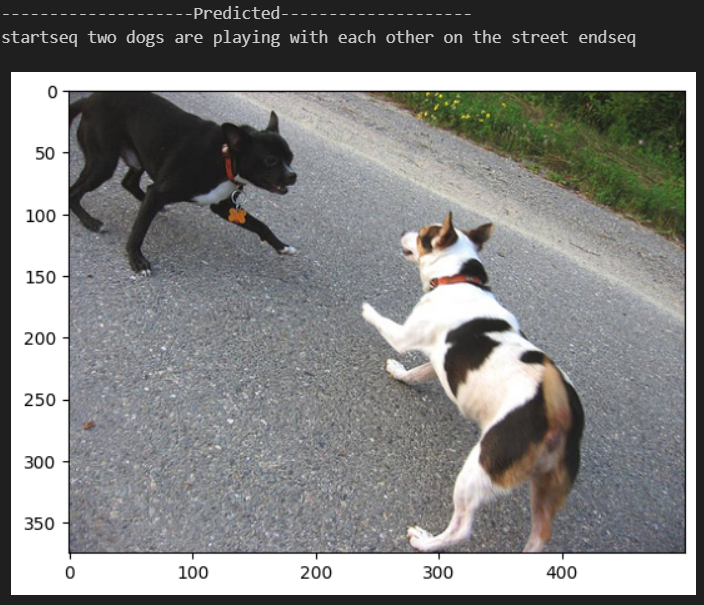 --------------------Predicted--------------------
startseq two dogs are playing with each other on the street endseq
0
50
100
150
200
250
300
350
0 100 200 300 400